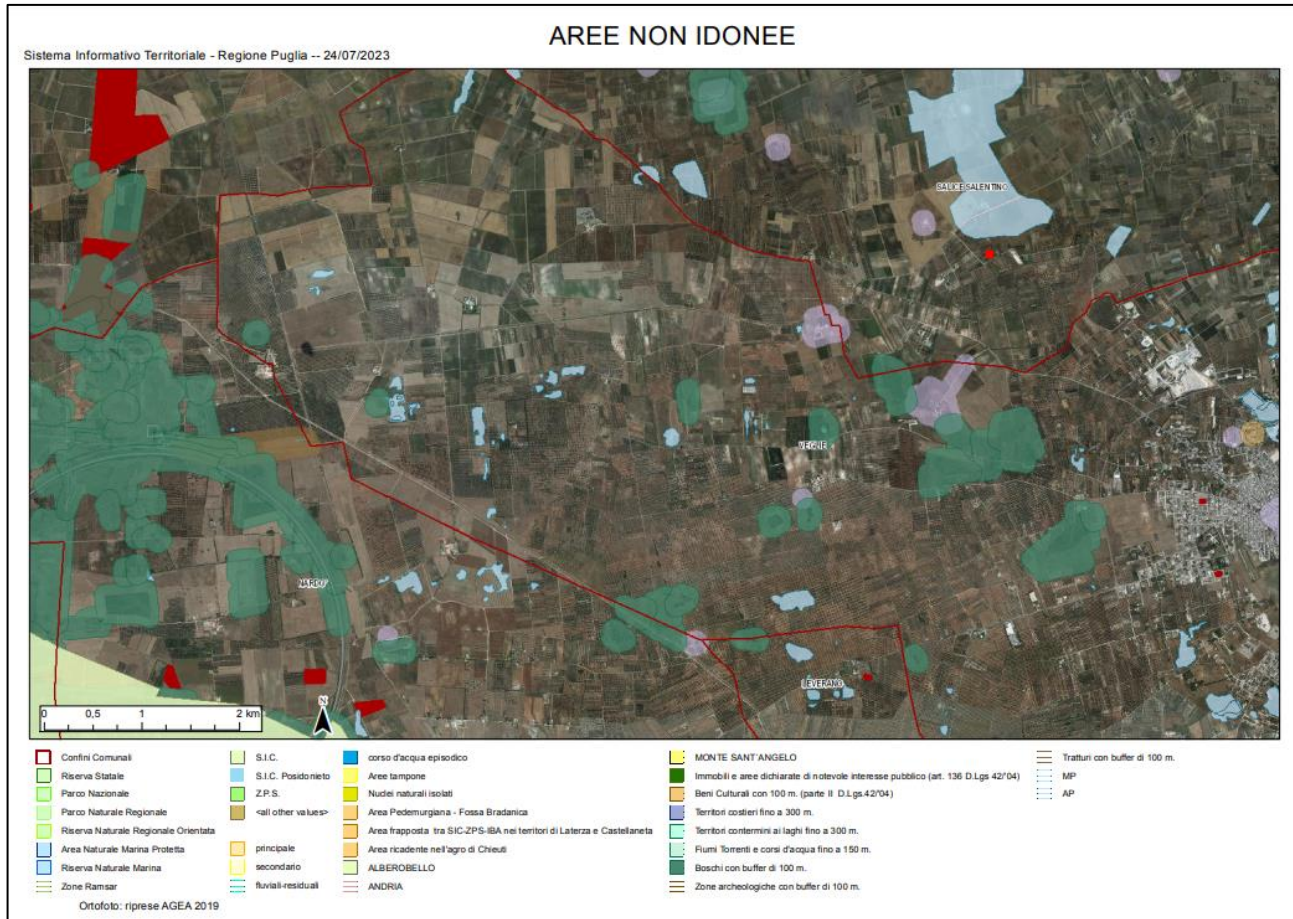 AREE NON IDONEE
Sistema Informativo Territoriale - Regione Puglia -- 24/07/2023
SALICE SALENTINO
VEGLIE
NARDO'
LEVERANO
N
0 0,5 1 2 km
Confini Comunali
Riserva Statale
Parco Nazionale
Parco Naturale Regionale
Riserva Naturale Regionale Orientata
Area Naturale Marina Protetta
Riserva Naturale Marina
Zone Ramsar
S.I.C.
S.I.C. Posidonieto
Z.P.S.
<all other values>
principale
secondario
fluviali-residuali
corso d'acqua episodico
Aree tampone
Nuclei naturali isolati
Area Pedemurgiana - Fossa Bradanica
Area frapposta tra SIC-ZPS-IBA nei territori di Laterza e Castellaneta
Area ricadente nell'agro di Chieuti
ALBEROBELLO
ANDRIA
MONTE SANT'ANGELO
Immobili e aree dichiarate di notevole interesse pubblico (art. 136 D.Lgs 42/'04)
Beni Culturali con 100 m. (parte II D.Lgs.42/'04)
Territori costieri fino a 300 m.
Territori contermini ai laghi fino a 300 m.
Fiumi Torrenti e corsi d'acqua fino a 150 m.
Boschi con buffer di 100 m.
Zone archeologiche con buffer di 100 m.
Tratturi con buffer di 100 m.
MP
AP
Ortofoto: riprese AGEA 2019